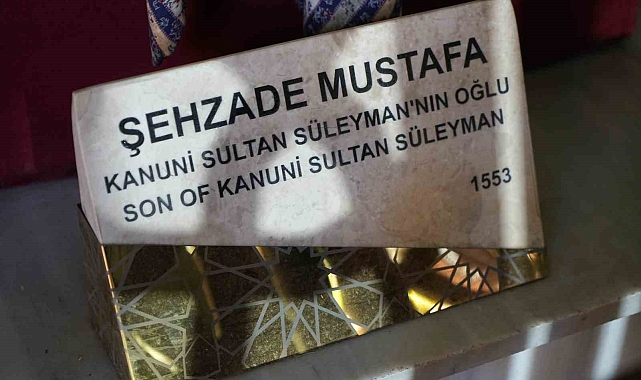 ŞEHZADE MUSTAFA
KANUNİ SULTAN SÜLEYMAN'NIN OĞLU
SON OF KANUNİ SULTAN SÜLEYMAN
1553